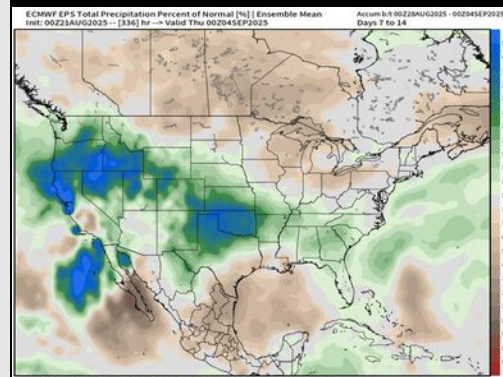 ECMWF EPS Total Precipitation Percent of Normal [%] | Ensemble Mean
Init: 00Z21AUG2025 -- [336] hr --> Valid Thu 00Z04SEP2025
Accum b/t 00Z28AUG2025 - 00Z04SEP2025
Days 7 to 14